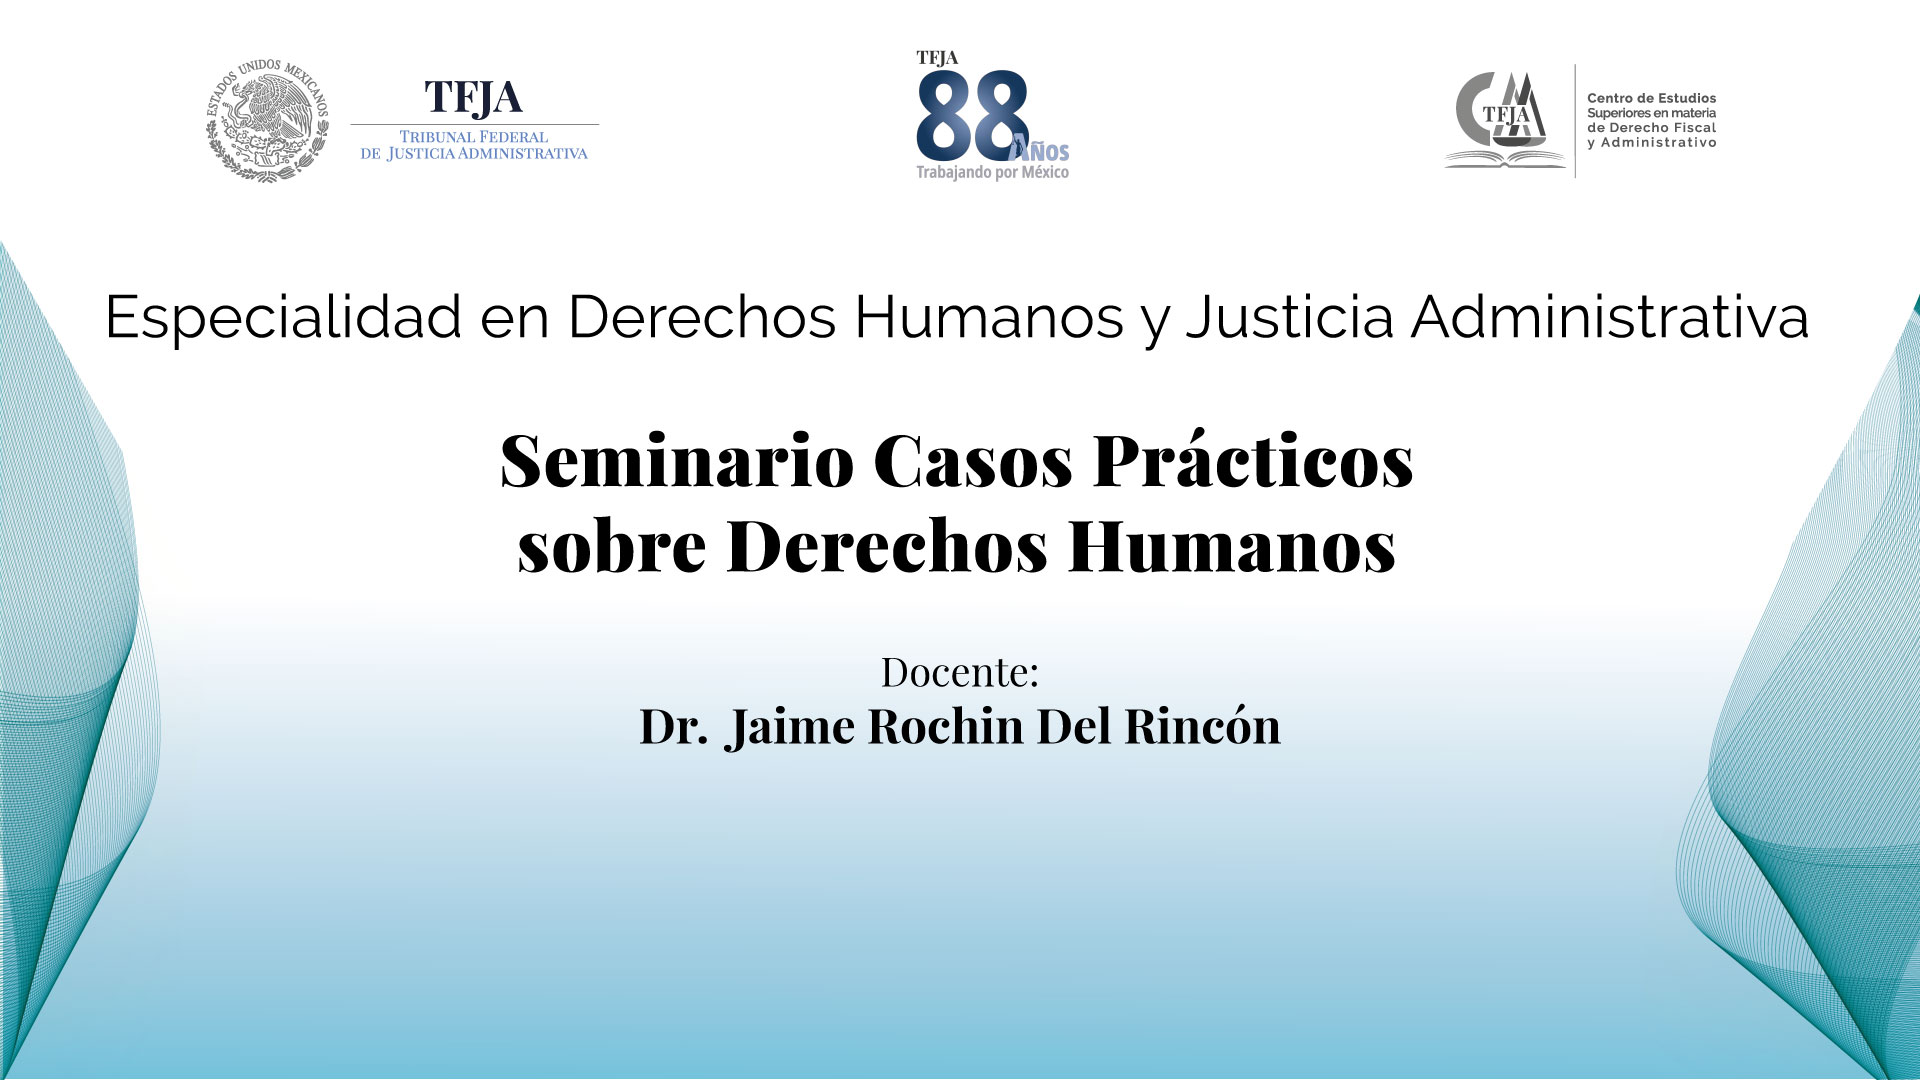 ESTADOS UNIDOS MEXICANOS
TFJA
TRIBUNAL FEDERAL
DE JUSTICIA ADMINISTRATIVA
TFJA
88
Años
Trabajando por México
TFJA
Centro de Estudios
Superiores en materia
de Derecho Fiscal
y Administrativo
Especialidad en Derechos Humanos y Justicia Administrativa
Seminario Casos Prácticos
sobre Derechos Humanos
Docente:
Dr. Jaime Rochin Del Rincón